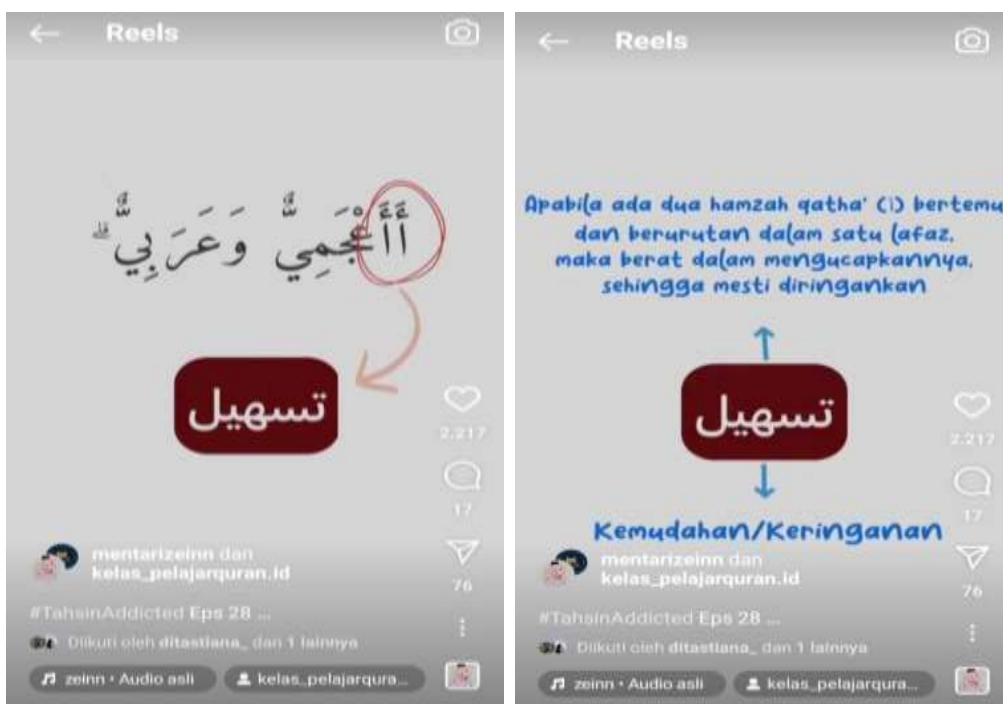 Reels
أَأَعْجَمِيٌّ وَعَرَبِيٌّ ۗ
تسهيل
2.217
17
mentarizeinn dan
kelas_pelajarquran.id
76
#TahsinAddicted Eps 28 ...
Diikuti oleh ditastiana_ dan 1 lainnya
zeinn • Audio asli
kelas_pelajarqura...
Reels
Apabila ada dua hamzah qatha' (أ) bertemu
dan berurutan dalam satu lafaz,
maka berat dalam mengucapkannya,
sehingga mesti diringankan
تسهيل
2.217
Kemudahan/Keringanan
17
mentarizeinn dan
kelas_pelajarquran.id
76
#TahsinAddicted Eps 28 ...
Diikuti oleh ditastiana_ dan 1 lainnya
zeinn • Audio asli
kelas_pelajarqura...